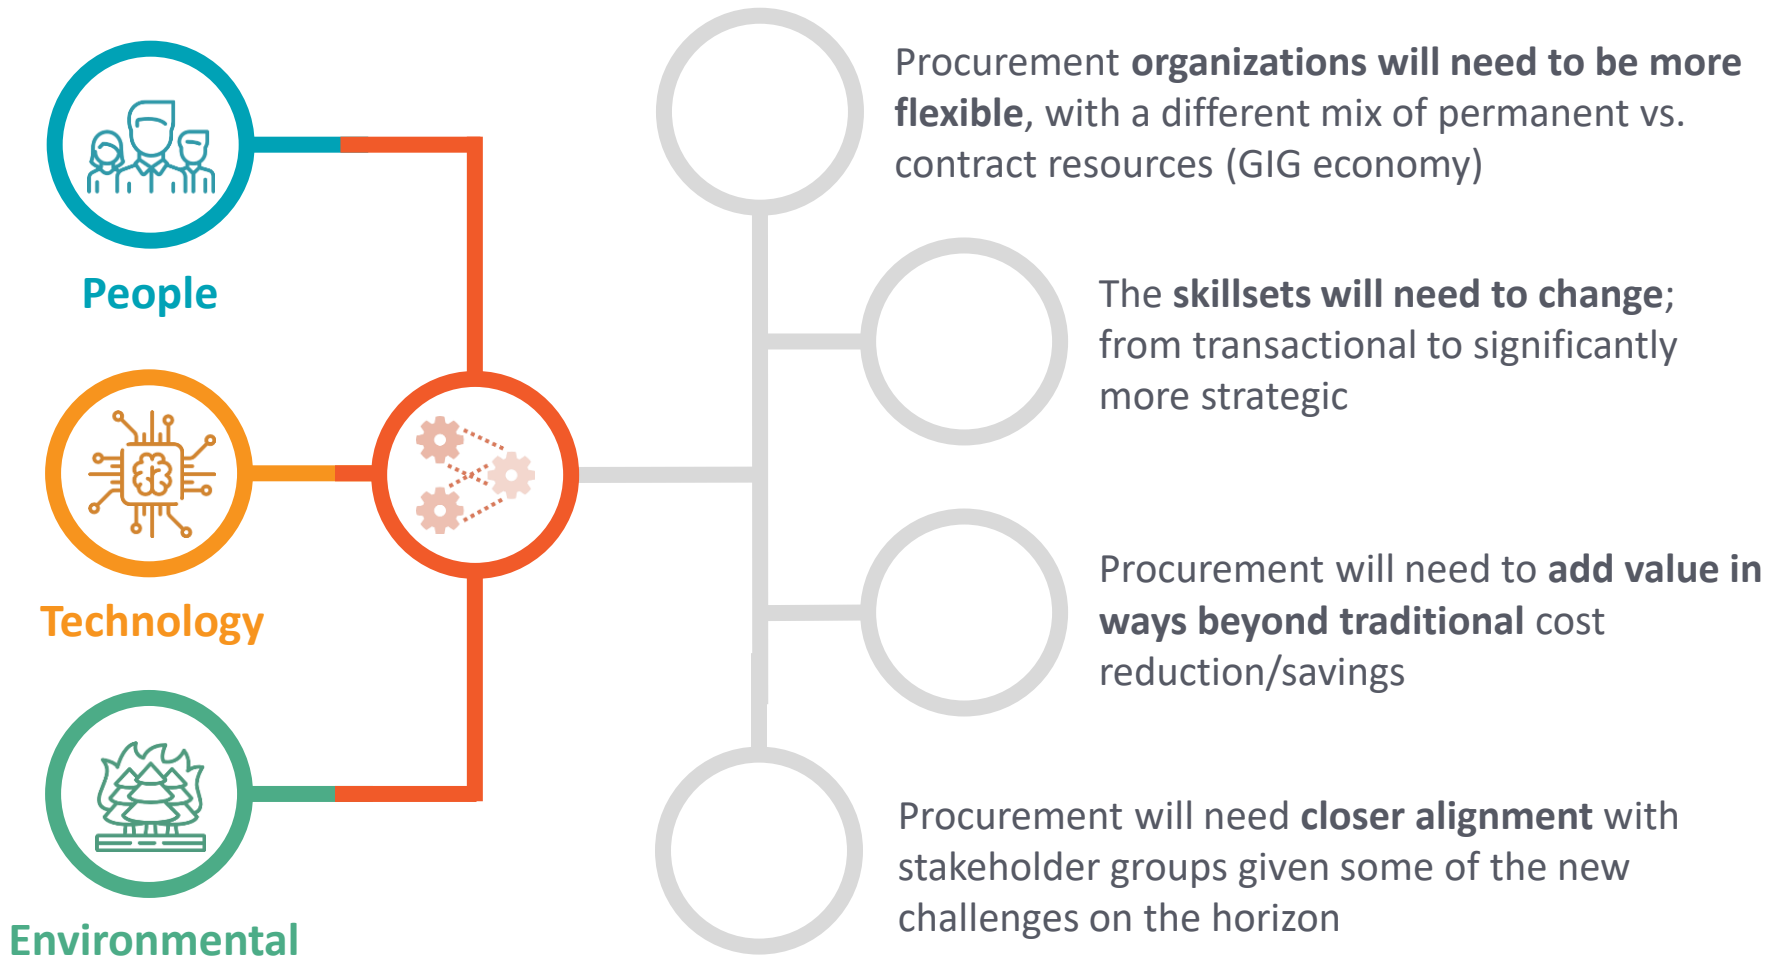 People
Technology
Environmental
Procurement organizations will need to be more
flexible, with a different mix of permanent vs.
contract resources (GIG economy)
The skillsets will need to change;
from transactional to significantly
more strategic
Procurement will need to add value in
ways beyond traditional cost
reduction/savings
Procurement will need closer alignment with
stakeholder groups given some of the new
challenges on the horizon